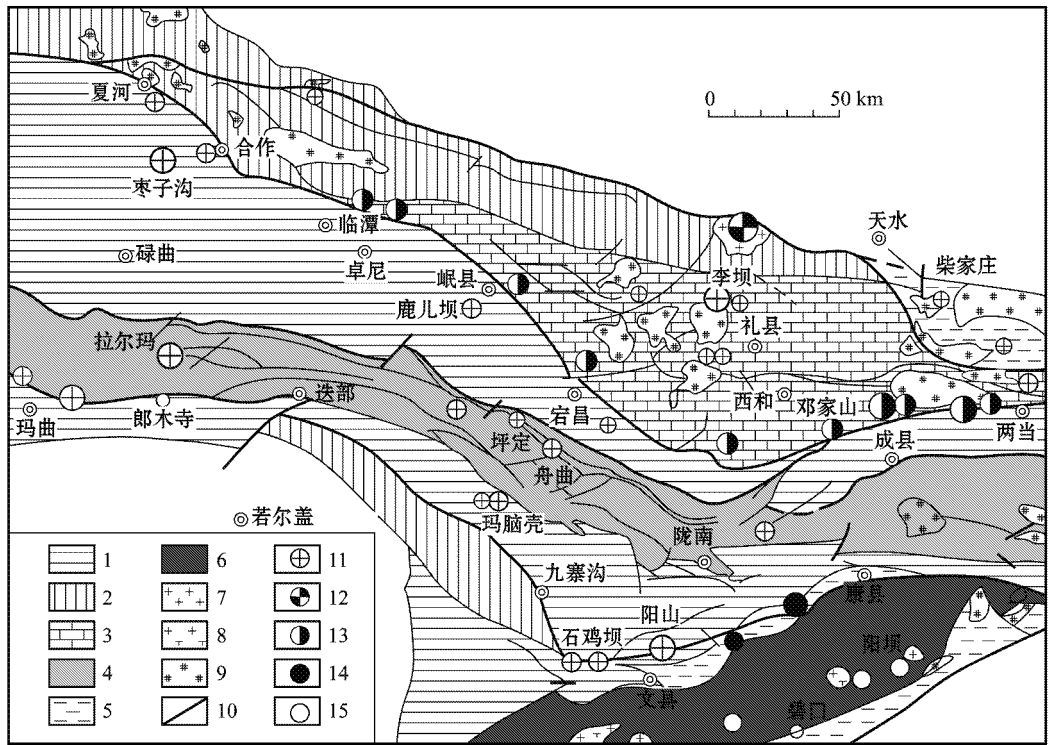 0 50 km
夏河
合作
枣子沟
临潭
碌曲
卓尼
岷县
鹿儿坝
天水
柴家庄
李坝
礼县
拉尔玛
迭部
西和
宕昌
邓家山
两当
玛曲
郎木寺
坪定
成县
舟曲
玛脑壳
若尔盖
陇南
九寨沟
康县
阳山
石鸡坝
阳坝
文县
碧口
1 6 11
2 7 12
3 8 13
4 9 14
5 10 15